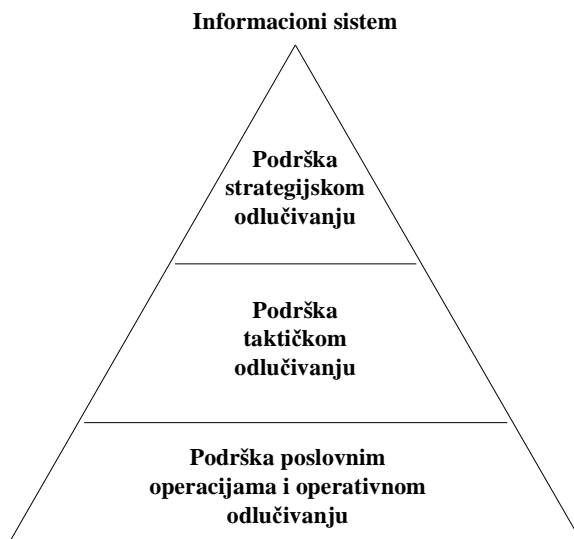 Informacioni sistem
Podrška
strategijskom
odlučivanju
Podrška
taktičkom
odlučivanju
Podrška poslovnim
operacijama i operativnom
odlučivanju